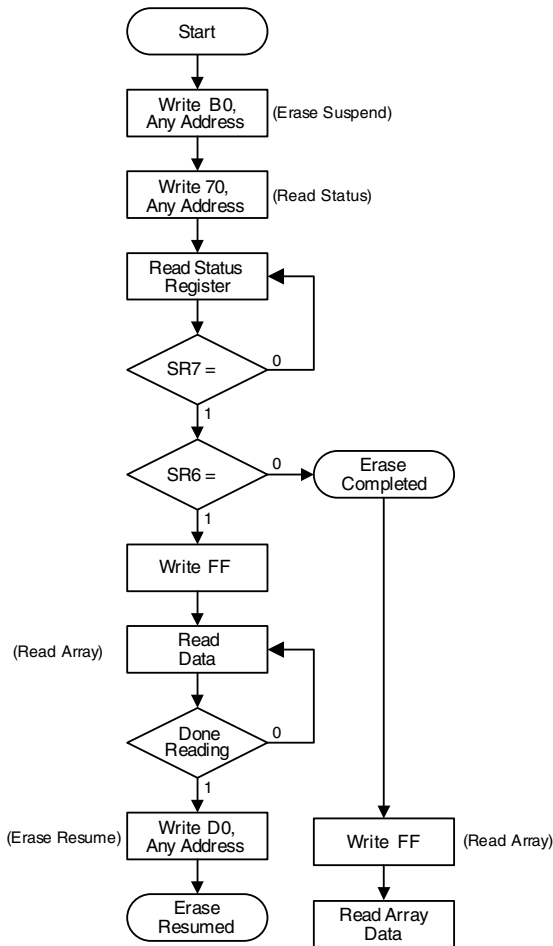 Start
Write B0,
Any Address
(Erase Suspend)
Write 70,
Any Address
(Read Status)
Read Status
Register
SR7 =
0
1
SR6 =
0
Erase
Completed
1
Write FF
(Read Array)
Read
Data
Done
Reading
0
1
(Erase Resume)
Write D0,
Any Address
Write FF
(Read Array)
Erase
Resumed
Read Array
Data